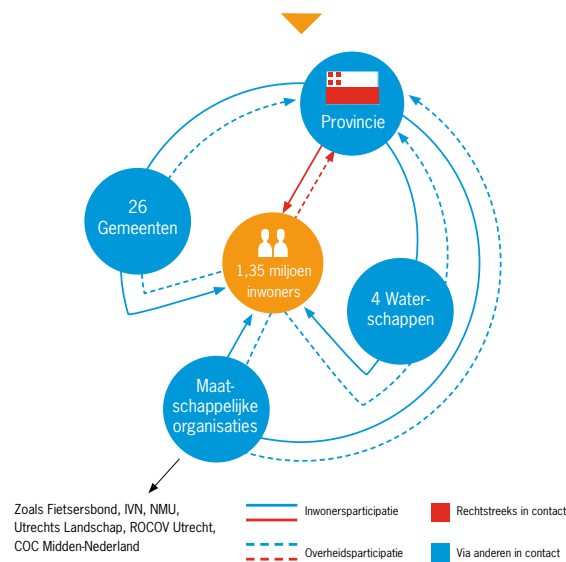 Provincie
26
Gemeenten
1,35 miljoen
inwoners
4 Water-
schappen
Maat-
schappelijke
organisaties
Zoals Fietsersbond, IVN, NMU,
Utrechts Landschap, ROCOV Utrecht,
COC Midden-Nederland
Inwonersparticipatie
Rechtstreeks in contact
Overheidsparticipatie
Via anderen in contact